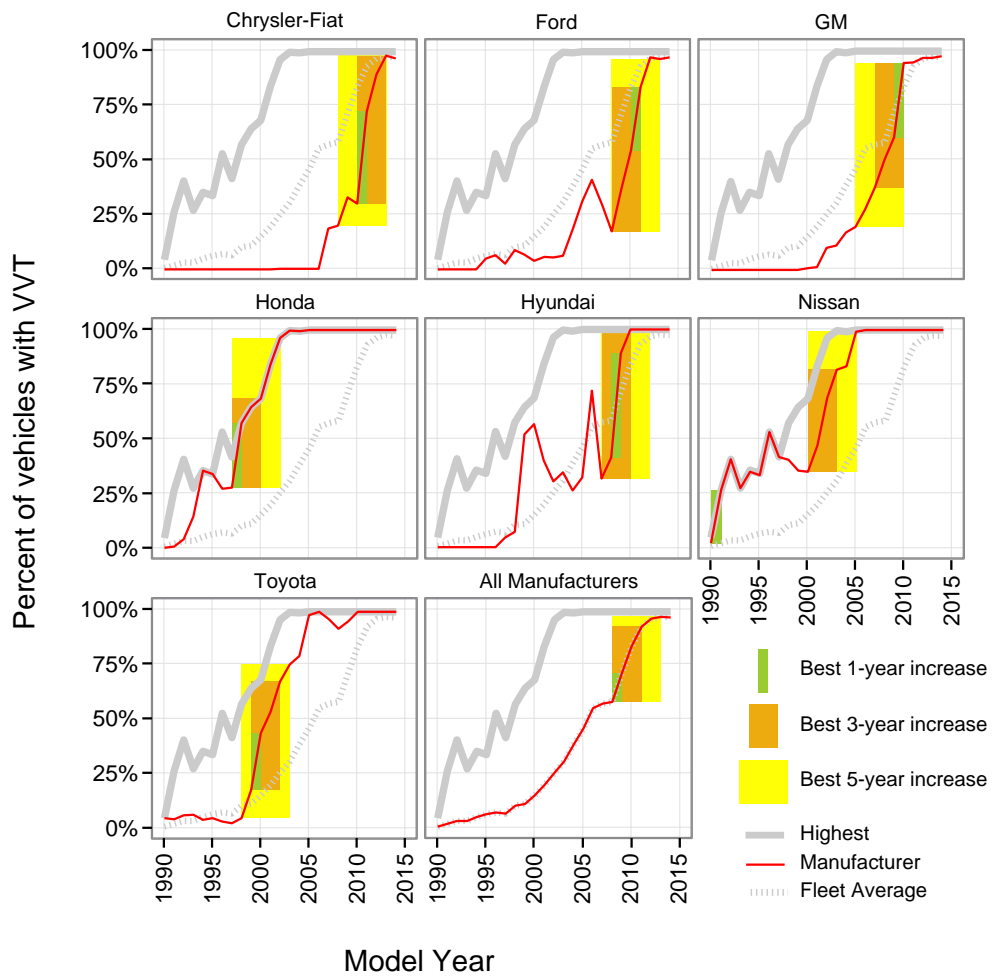 Chrysler-Fiat
Ford
GM
100%
75%
50%
25%
0%
Honda
Hyundai
Nissan
100%
75%
50%
25%
0%
1990
1995
2000
2005
2010
2015
Toyota
All Manufacturers
100%
75%
50%
25%
0%
1990
1995
2000
2005
2010
2015
1990
1995
2000
2005
2010
2015
Percent of vehicles with VVT
Model Year
Best 1-year increase
Best 3-year increase
Best 5-year increase
Highest
Manufacturer
Fleet Average